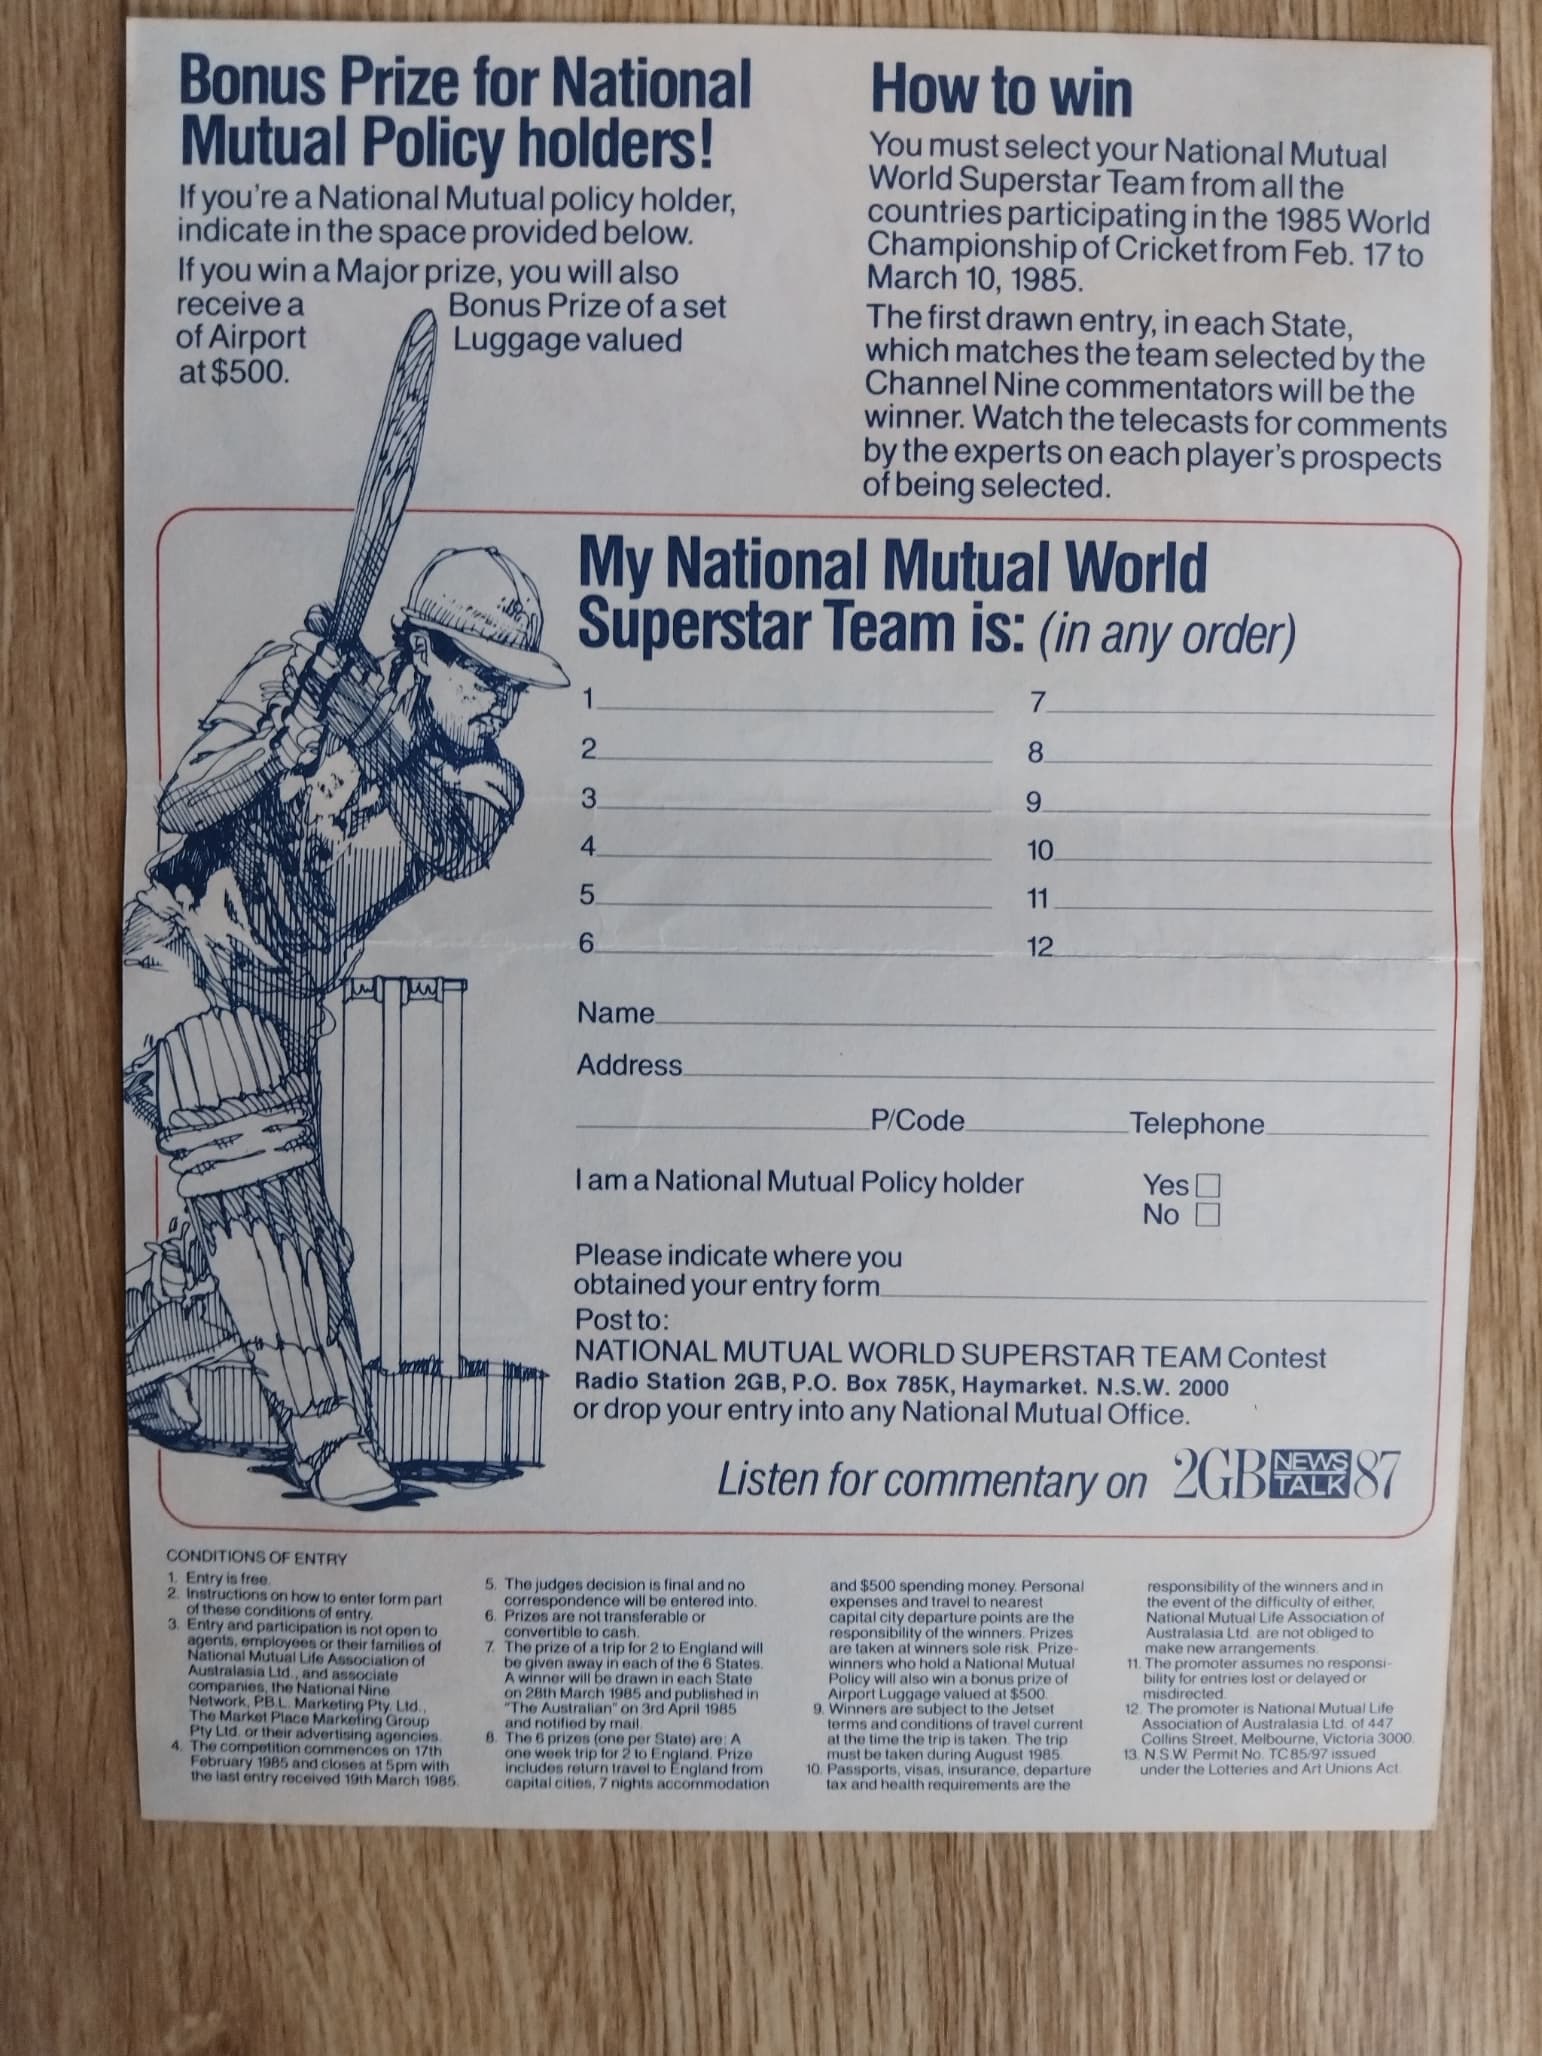 Bonus Prize for National
Mutual Policy holders!
If you're a National Mutual policy holder,
indicate in the space provided below.
If you win a Major prize, you will also
receive a Bonus Prize of a set
of Airport Luggage valued
at $500.
How to win
You must select your National Mutual
World Superstar Team from all the
countries participating in the 1985 World
Championship of Cricket from Feb. 17 to
March 10, 1985.
The first drawn entry, in each State,
which matches the team selected by the
Channel Nine commentators will be the
winner. Watch the telecasts for comments
by the experts on each player's prospects
of being selected.
My National Mutual World
Superstar Team is: (in any order)
1 7
2 8
3 9
4 10
5 11
6 12
Name
Address
P/Code Telephone
I am a National Mutual Policy holder Yes
No
Please indicate where you
obtained your entry form
Post to:
NATIONAL MUTUAL WORLD SUPERSTAR TEAM Contest
Radio Station 2GB, P.O. Box 785K, Haymarket. N.S.W. 2000
or drop your entry into any National Mutual Office.
Listen for commentary on 2GB NEWS TALK 87
CONDITIONS OF ENTRY
1. Entry is free.
2. Instructions on how to enter form part
of these conditions of entry.
3. Entry and participation is not open to
agents, employees or their families of
National Mutual Life Association of
Australasia Ltd., and associate
companies, the National Nine
Network, P.B.L. Marketing Pty. Ltd.,
The Market Place Marketing Group
Pty Ltd. or their advertising agencies.
4. The competition commences on 17th
February 1985 and closes at 5pm with
the last entry received 19th March 1985.
5. The judges decision is final and no
correspondence will be entered into.
6. Prizes are not transferable or
convertible to cash.
7. The prize of a trip for 2 to England will
be given away in each of the 6 States.
A winner will be drawn in each State
on 28th March 1985 and published in
"The Australian" on 3rd April 1985
and notified by mail.
8. The 6 prizes (one per State) are: A
one week trip for 2 to England. Prize
includes return travel to England from
capital cities, 7 nights accommodation
and $500 spending money. Personal
expenses and travel to nearest
capital city departure points are the
responsibility of the winners. Prizes
are taken at winners sole risk. Prize-
winners who hold a National Mutual
Policy will also win a bonus prize of
Airport Luggage valued at $500.
9. Winners are subject to the Jetset
terms and conditions of travel current
at the time the trip is taken. The trip
must be taken during August 1985.
10. Passports, visas, insurance, departure
tax and health requirements are the
responsibility of the winners and in
the event of the difficulty of either,
National Mutual Life Association of
Australasia Ltd. are not obliged to
make new arrangements.
11. The promoter assumes no responsi-
bility for entries lost or delayed or
misdirected.
12. The promoter is National Mutual Life
Association of Australasia Ltd. of 447
Collins Street, Melbourne, Victoria 3000.
13. N.S.W. Permit No. TC85/97 issued
under the Lotteries and Art Unions Act.